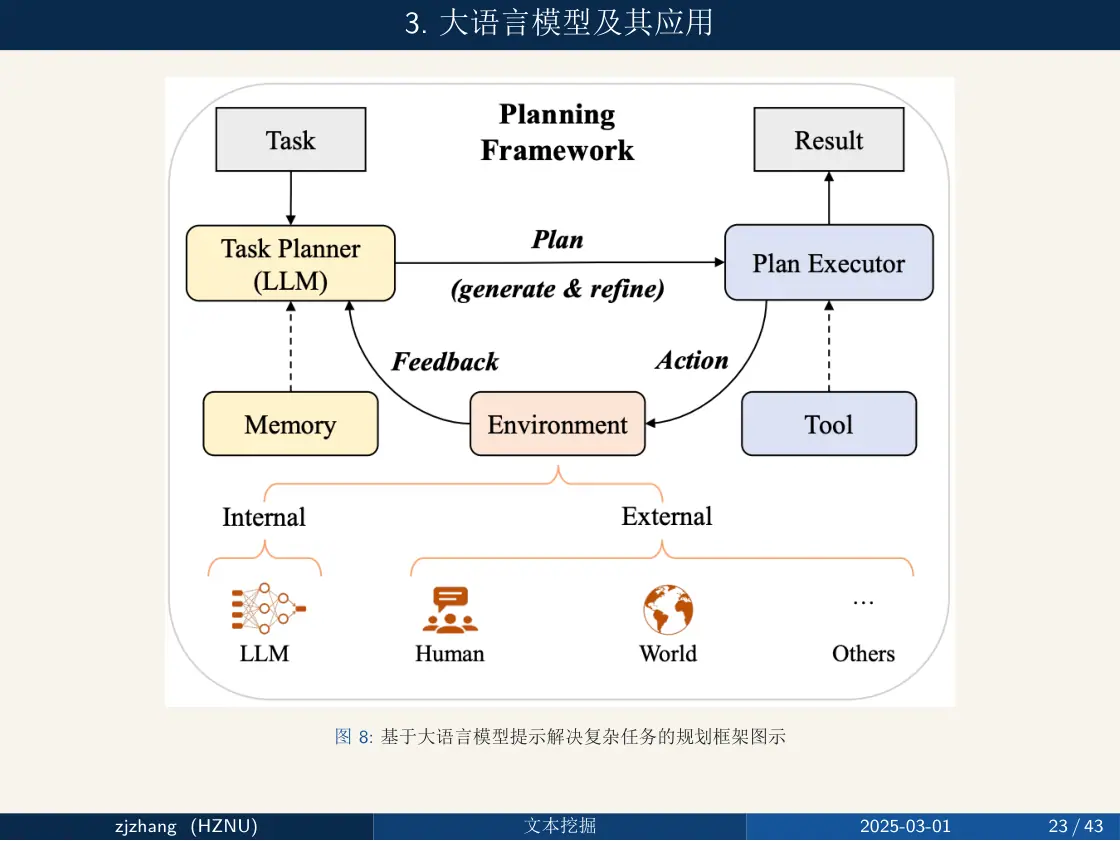 3. 大语言模型及其应用
Planning
Framework
Task
Result
Task Planner
(LLM)
Plan
(generate & refine)
Plan Executor
Feedback
Action
Memory
Environment
Tool
Internal
External
...
LLM
Human
World
Others
图 8: 基于大语言模型提示解决复杂任务的规划框架图示
zjzhang (HZNU)
文本挖掘
2025-03-01
23 / 43